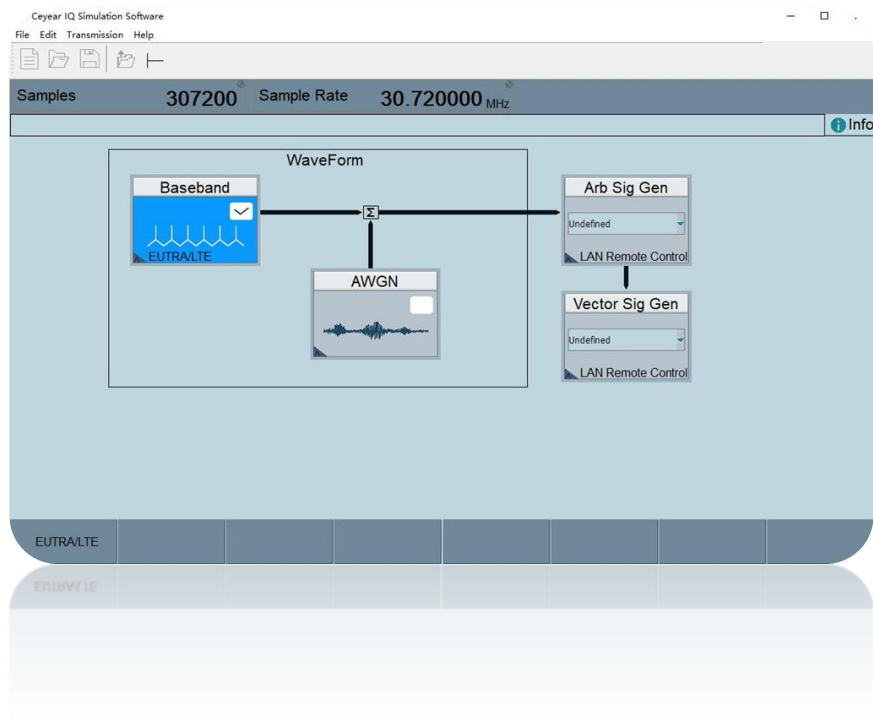 Ceyear IQ Simulation Software
File Edit Transmission Help
Samples 307200 Sample Rate 30.720000 MHz
Info
WaveForm
Baseband
EUTRA/LTE
Σ
AWGN
Arb Sig Gen
Undefined
LAN Remote Control
Vector Sig Gen
Undefined
LAN Remote Control
EUTRA/LTE